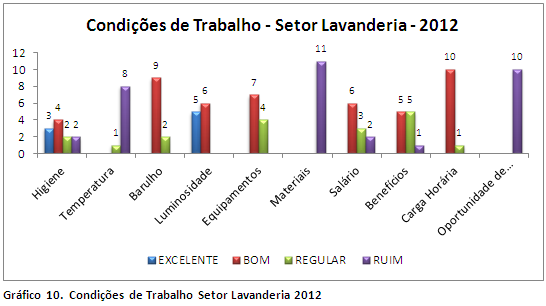 Condições de Trabalho - Setor Lavanderia - 2012
12
10
8
6
4
2
0
3 4 2 2
1 8
9 2
5 6
7 4
11
6 3 2
5 5 1
10 1
10
Higiene
Temperatura
Barulho
Luminosidade
Equipamentos
Materiais
Salário
Benefícios
Carga Horária
Oportunidade de...
EXCELENTE BOM REGULAR RUIM
Gráfico 10. Condições de Trabalho Setor Lavanderia 2012